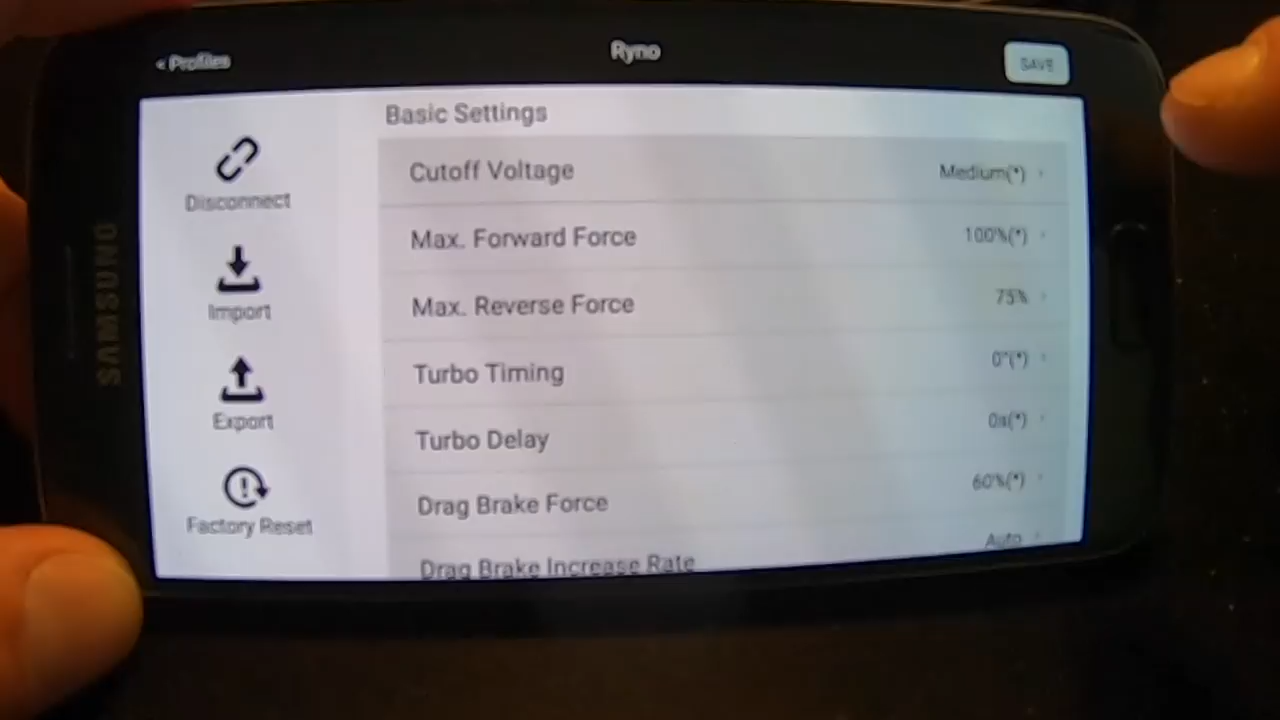 < Profiles
Ryno
SAVE
SAMSUNG
Disconnect
Import
Export
Factory Reset
Basic Settings
Cutoff Voltage Medium(*) ›
Max. Forward Force 100%(*) ›
Max. Reverse Force 75% ›
Turbo Timing 0°(*) ›
Turbo Delay 0s(*) ›
Drag Brake Force 60%(*) ›
Drag Brake Increase Rate Auto ›